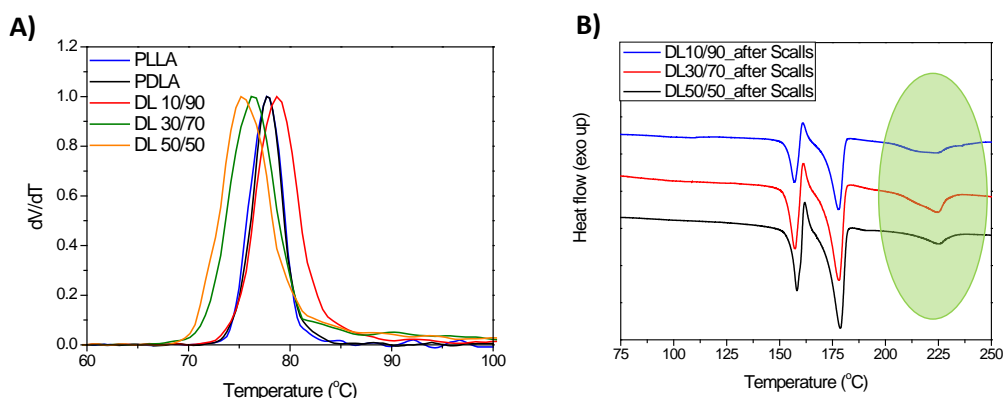 A)
1.2
1.0
0.8
0.6
0.4
0.2
0.0
dV/dT
PLLA
PDLA
DL 10/90
DL 30/70
DL 50/50
60 70 80 90 100
Temperature (°C)
B)
DL10/90_after Scalls
DL30/70_after Scalls
DL50/50_after Scalls
Heat flow (exo up)
75 100 125 150 175 200 225 250
Temperature (°C)